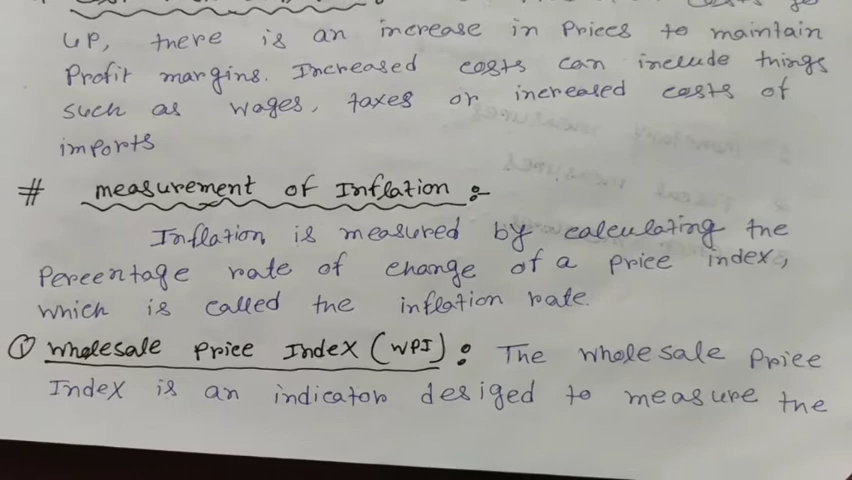 UP, there is an increase in Prices to maintain
Profit margins. Increased costs can include things
such as wages, taxes or increased costs of
imports
# measurement of Inflation :-
Inflation is measured by calculating the
Percentage rate of change of a price index,
which is called the inflation rate.
① Wholesale Price Index (WPI) : The wholesale Price
Index is an indicator desiged to measure the